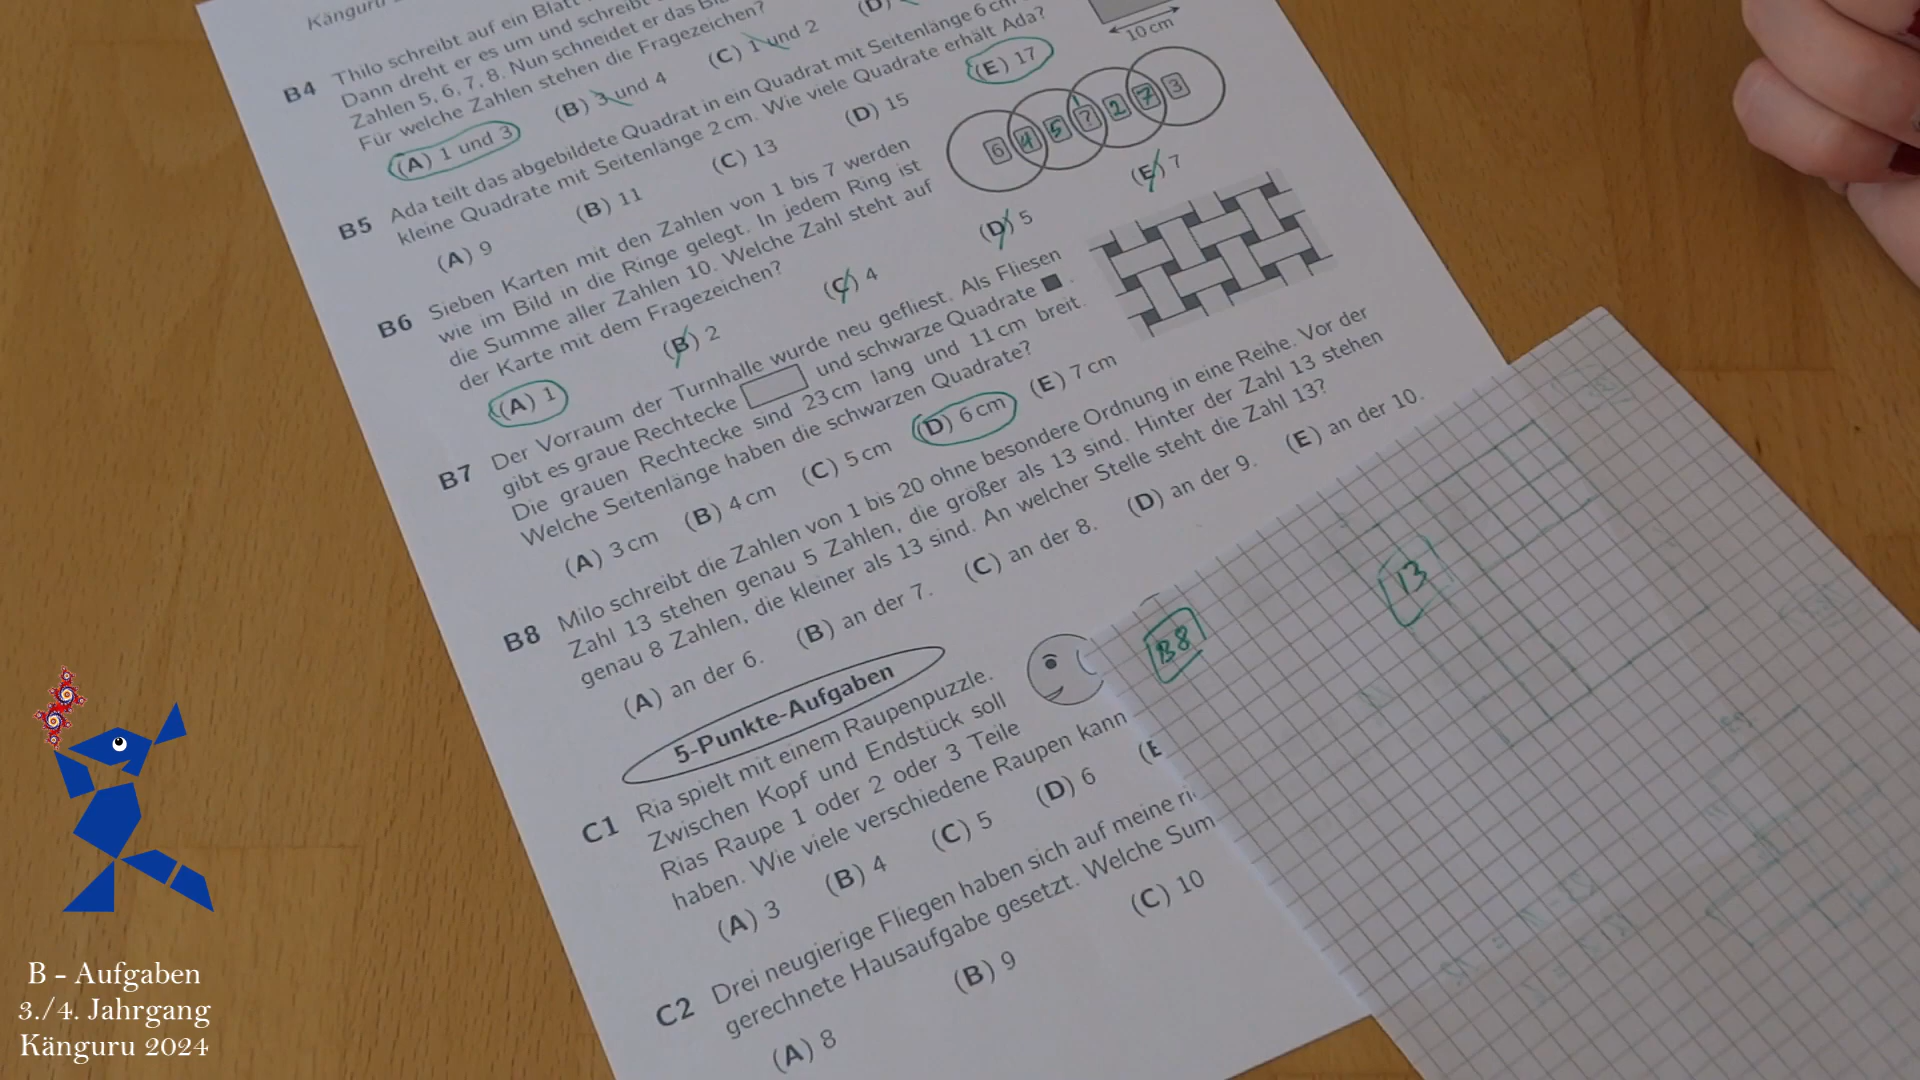 Känguru
B4 Thilo schreibt auf ein Blatt
Dann dreht er es um und schreibt
Zahlen 5, 6, 7, 8. Nun schneidet er das
Für welche Zahlen stehen die Fragezeichen?
(A) 1 und 3 (B) 3 und 4 (C) 1 und 2 (D)
B5 Ada teilt das abgebildete Quadrat in ein Quadrat mit Seitenlänge 6 cm
kleine Quadrate mit Seitenlänge 2 cm. Wie viele Quadrate erhält Ada?
(A) 9 (B) 11 (C) 13 (D) 15 (E) 17
10 cm
B6 Sieben Karten mit den Zahlen von 1 bis 7 werden
wie im Bild in die Ringe gelegt. In jedem Ring ist
die Summe aller Zahlen 10. Welche Zahl steht auf
der Karte mit dem Fragezeichen?
6 4 5 ? 2 7 3
1
(A) 1 (B) 2 (C) 4 (D) 5 (E) 7
B7 Der Vorraum der Turnhalle wurde neu gefliest. Als Fliesen
gibt es graue Rechtecke und schwarze Quadrate .
Die grauen Rechtecke sind 23 cm lang und 11 cm breit.
Welche Seitenlänge haben die schwarzen Quadrate?
(A) 3 cm (B) 4 cm (C) 5 cm (D) 6 cm (E) 7 cm
B8 Milo schreibt die Zahlen von 1 bis 20 ohne besondere Ordnung in eine Reihe. Vor der
Zahl 13 stehen genau 5 Zahlen, die größer als 13 sind. Hinter der Zahl 13 stehen
genau 8 Zahlen, die kleiner als 13 sind. An welcher Stelle steht die Zahl 13?
(A) an der 6. (B) an der 7. (C) an der 8. (D) an der 9. (E) an der 10.
5-Punkte-Aufgaben
C1 Ria spielt mit einem Raupenpuzzle.
Zwischen Kopf und Endstück soll
Rias Raupe 1 oder 2 oder 3 Teile
haben. Wie viele verschiedene Raupen kann
(A) 3 (B) 4 (C) 5 (D) 6 (E
C2 Drei neugierige Fliegen haben sich auf meine
gerechnete Hausaufgabe gesetzt. Welche
(A) 8 (B) 9 (C) 10
B8
13
B - Aufgaben
3./4. Jahrgang
Känguru 2024